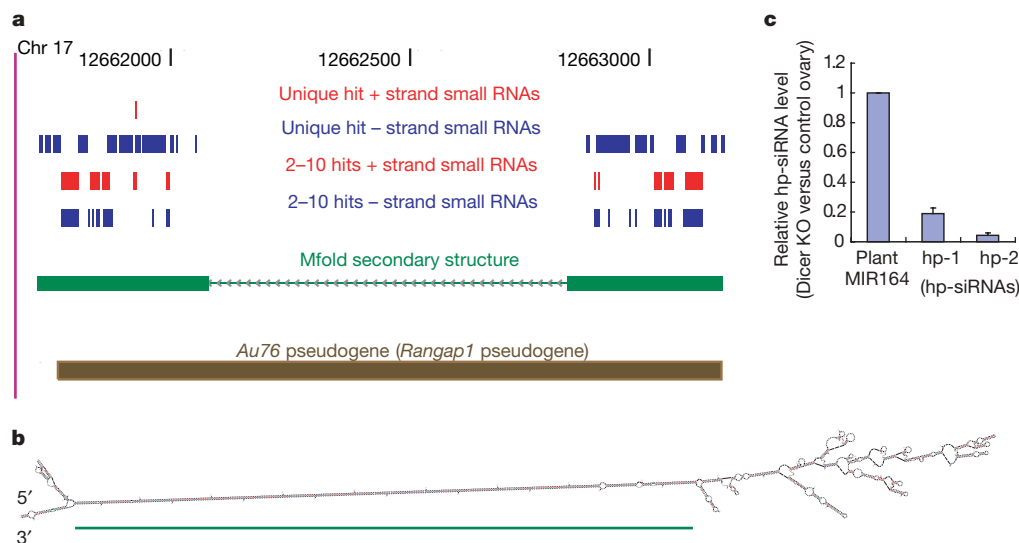 a
Chr 17
12662000
12662500
12663000
Unique hit + strand small RNAs
Unique hit – strand small RNAs
2–10 hits + strand small RNAs
2–10 hits – strand small RNAs
Mfold secondary structure
Au76 pseudogene (Rangap1 pseudogene)
b
5′
3′
c
Relative hp-siRNA level
(Dicer KO versus control ovary)
1.2
1
0.8
0.6
0.4
0.2
0
Plant
MIR164
hp-1
hp-2
(hp-siRNAs)